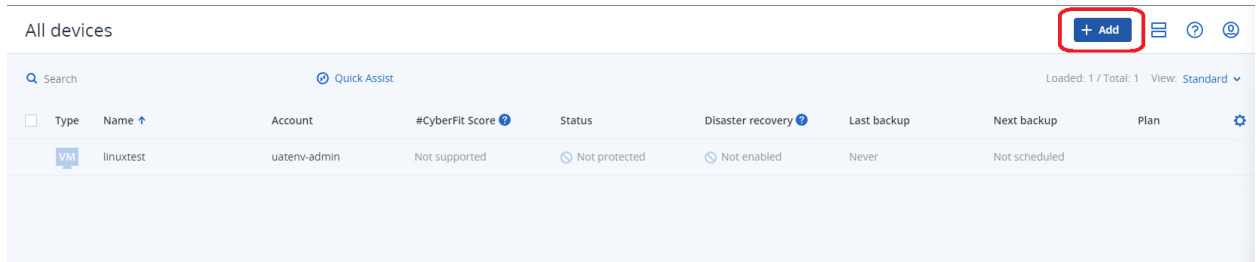 All devices
+ Add
Search
Quick Assist
Loaded: 1 / Total: 1 View: Standard
Type Name ↑ Account #CyberFit Score ? Status Disaster recovery ? Last backup Next backup Plan
VM linuxtest uatenv-admin Not supported Not protected Not enabled Never Not scheduled